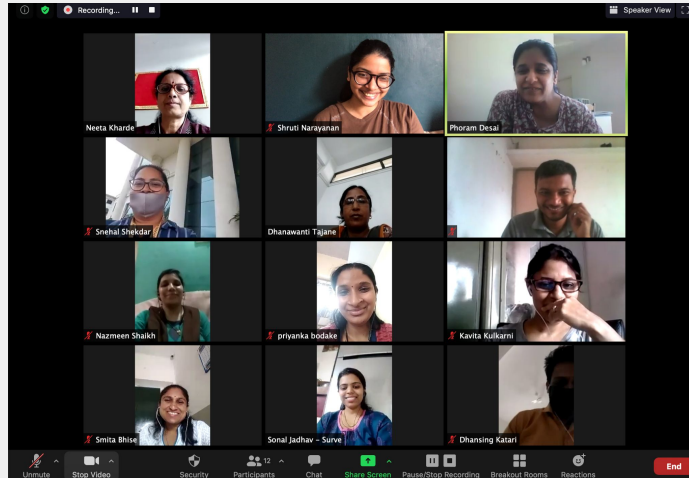 Recording...
Speaker View
Neeta Kharde
Shruti Narayanan
Phoram Desai
Snehal Shekdar
Dhanawanti Tajane
Nazmeen Shaikh
priyanka bodake
Kavita Kulkarni
Smita Bhise
Sonal Jadhav – Surve
Dhansing Katari
12
Unmute
Stop Video
Security
Participants
Chat
Share Screen
Pause/Stop Recording
Breakout Rooms
Reactions
End